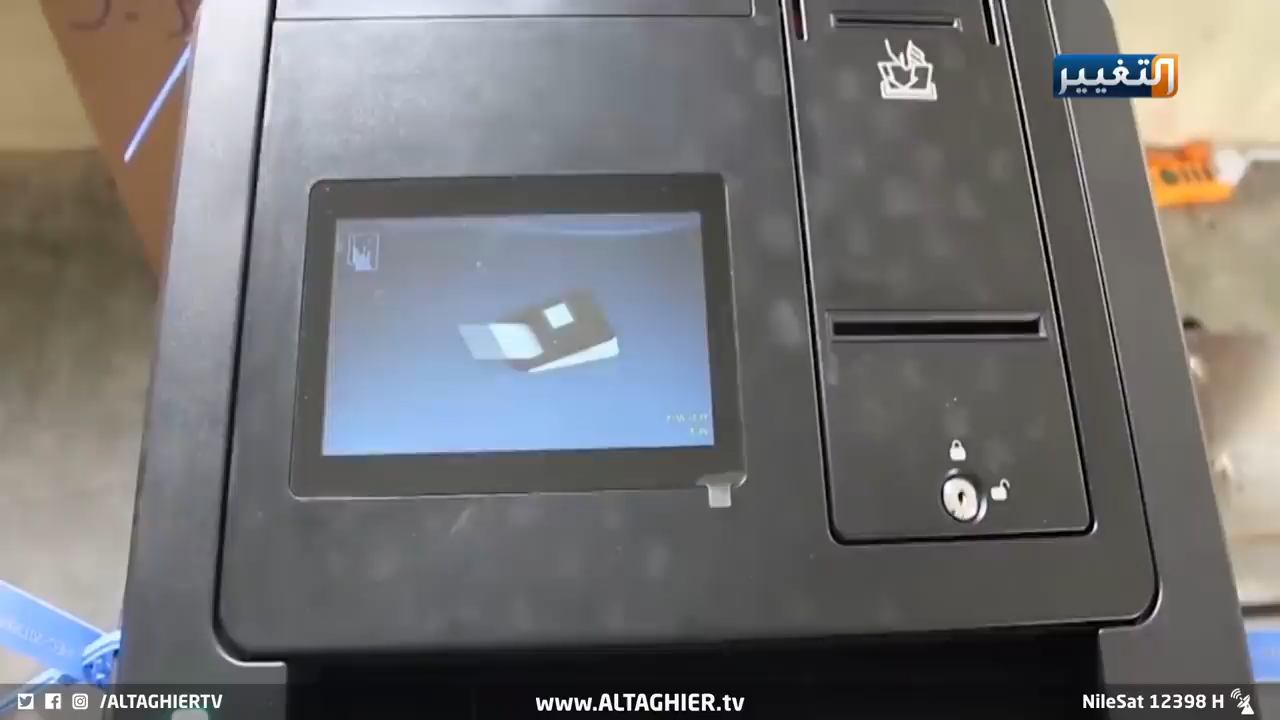 التغيير
/ALTAGHIERTV
www.ALTAGHIER.tv
NileSat 12398 H